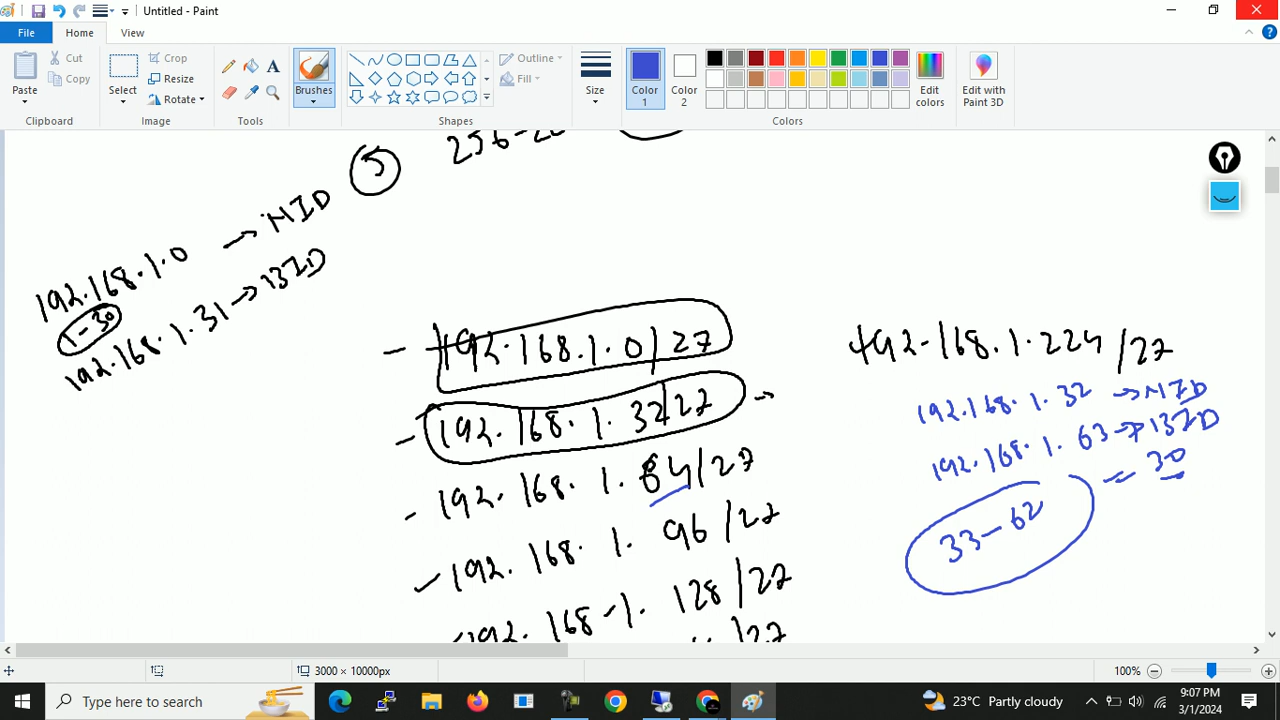 Untitled - Paint
File
Home
View
Paste
Cut
Copy
Clipboard
Select
Crop
Resize
Rotate
Image
A
Tools
Brushes
Outline
Fill
Shapes
Size
Color 1
Color 2
Edit colors
Colors
Edit with Paint 3D
5
256-2
192.168.1.0 → NID
1-30
192.168.1.31 → BID
- 192.168.1.0/27
- 192.168.1.32/27 →
- 192.168.1.64/27
- 192.168.1.96/27
192.168.1.128/27
/27
192.168.1.224/27
192.168.1.32 → NID
192.168.1.63 → BID
33-62 = 30
3000 × 10000px
100%
Type here to search
23°C Partly cloudy
9:07 PM
3/1/2024